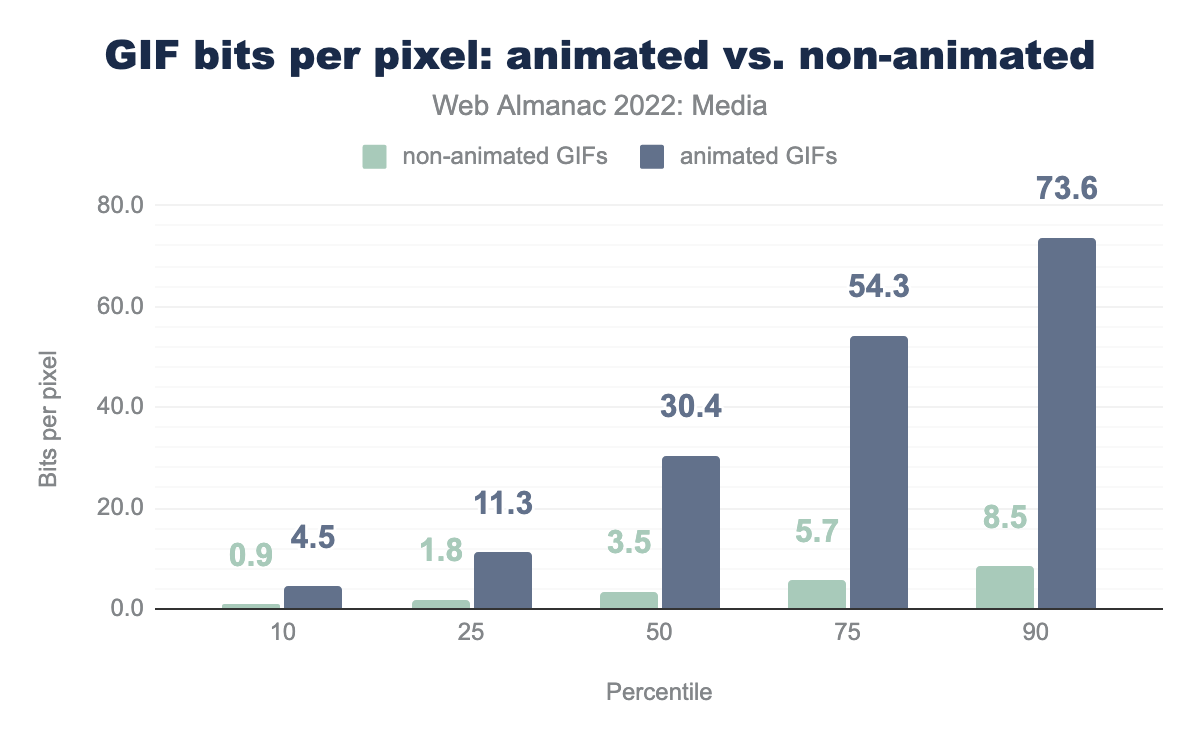 GIF bits per pixel: animated vs. non-animated
Web Almanac 2022: Media
non-animated GIFs animated GIFs
73.6
80.0
54.3
60.0
30.4
40.0
11.3
20.0
8.5
5.7
3.5
1.8
4.5
0.9
0.0
10 25 50 75 90
Percentile
Bits per pixel